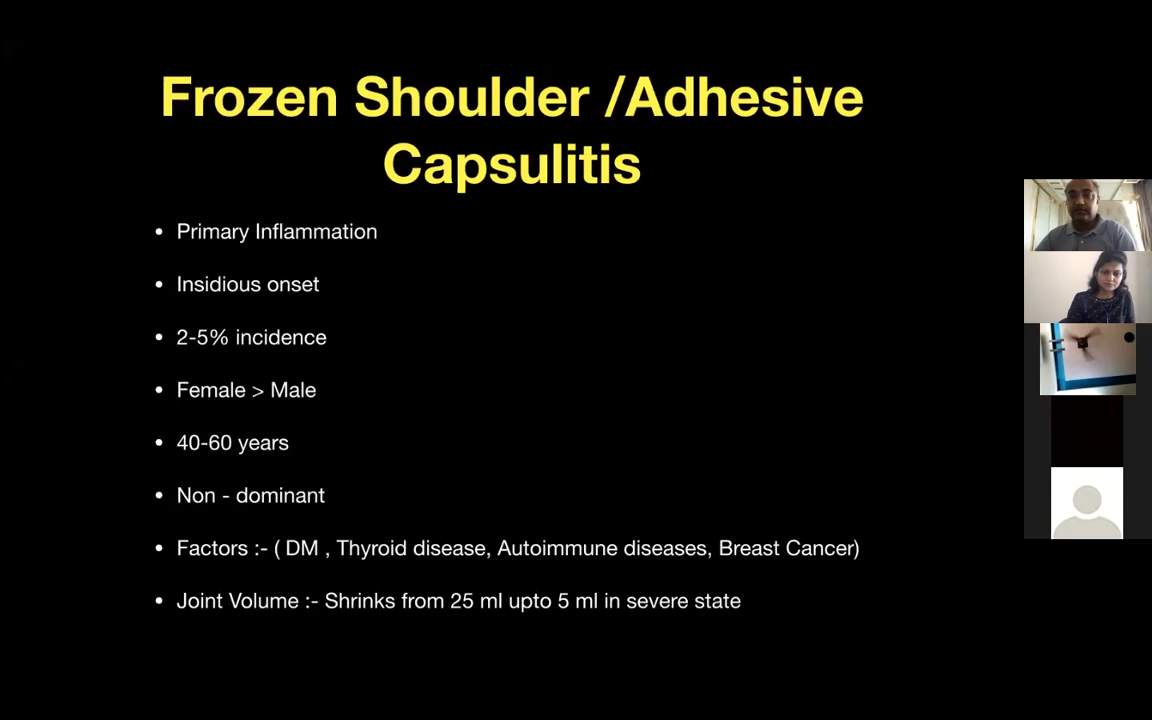 Frozen Shoulder /Adhesive
Capsulitis
• Primary Inflammation
• Insidious onset
• 2-5% incidence
• Female > Male
• 40-60 years
• Non - dominant
• Factors :- ( DM , Thyroid disease, Autoimmune diseases, Breast Cancer)
• Joint Volume :- Shrinks from 25 ml upto 5 ml in severe state